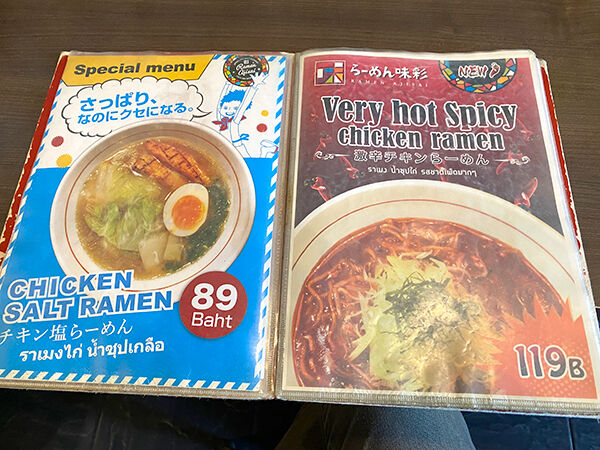 Special menu
Ramen
Ajisai
さっぱり、
なのにクセになる。
CHICKEN
SALT RAMEN
チキン塩らーめん
ราเมงไก่ น้ำซุปเกลือ
89
Baht
らーめん味彩
RAMEN AJISAI
NEW
Very hot Spicy
chicken ramen
激辛チキンらーめん
ราเมง น้ำซุปไก่ รสชาติเผ็ดมากๆ
119B